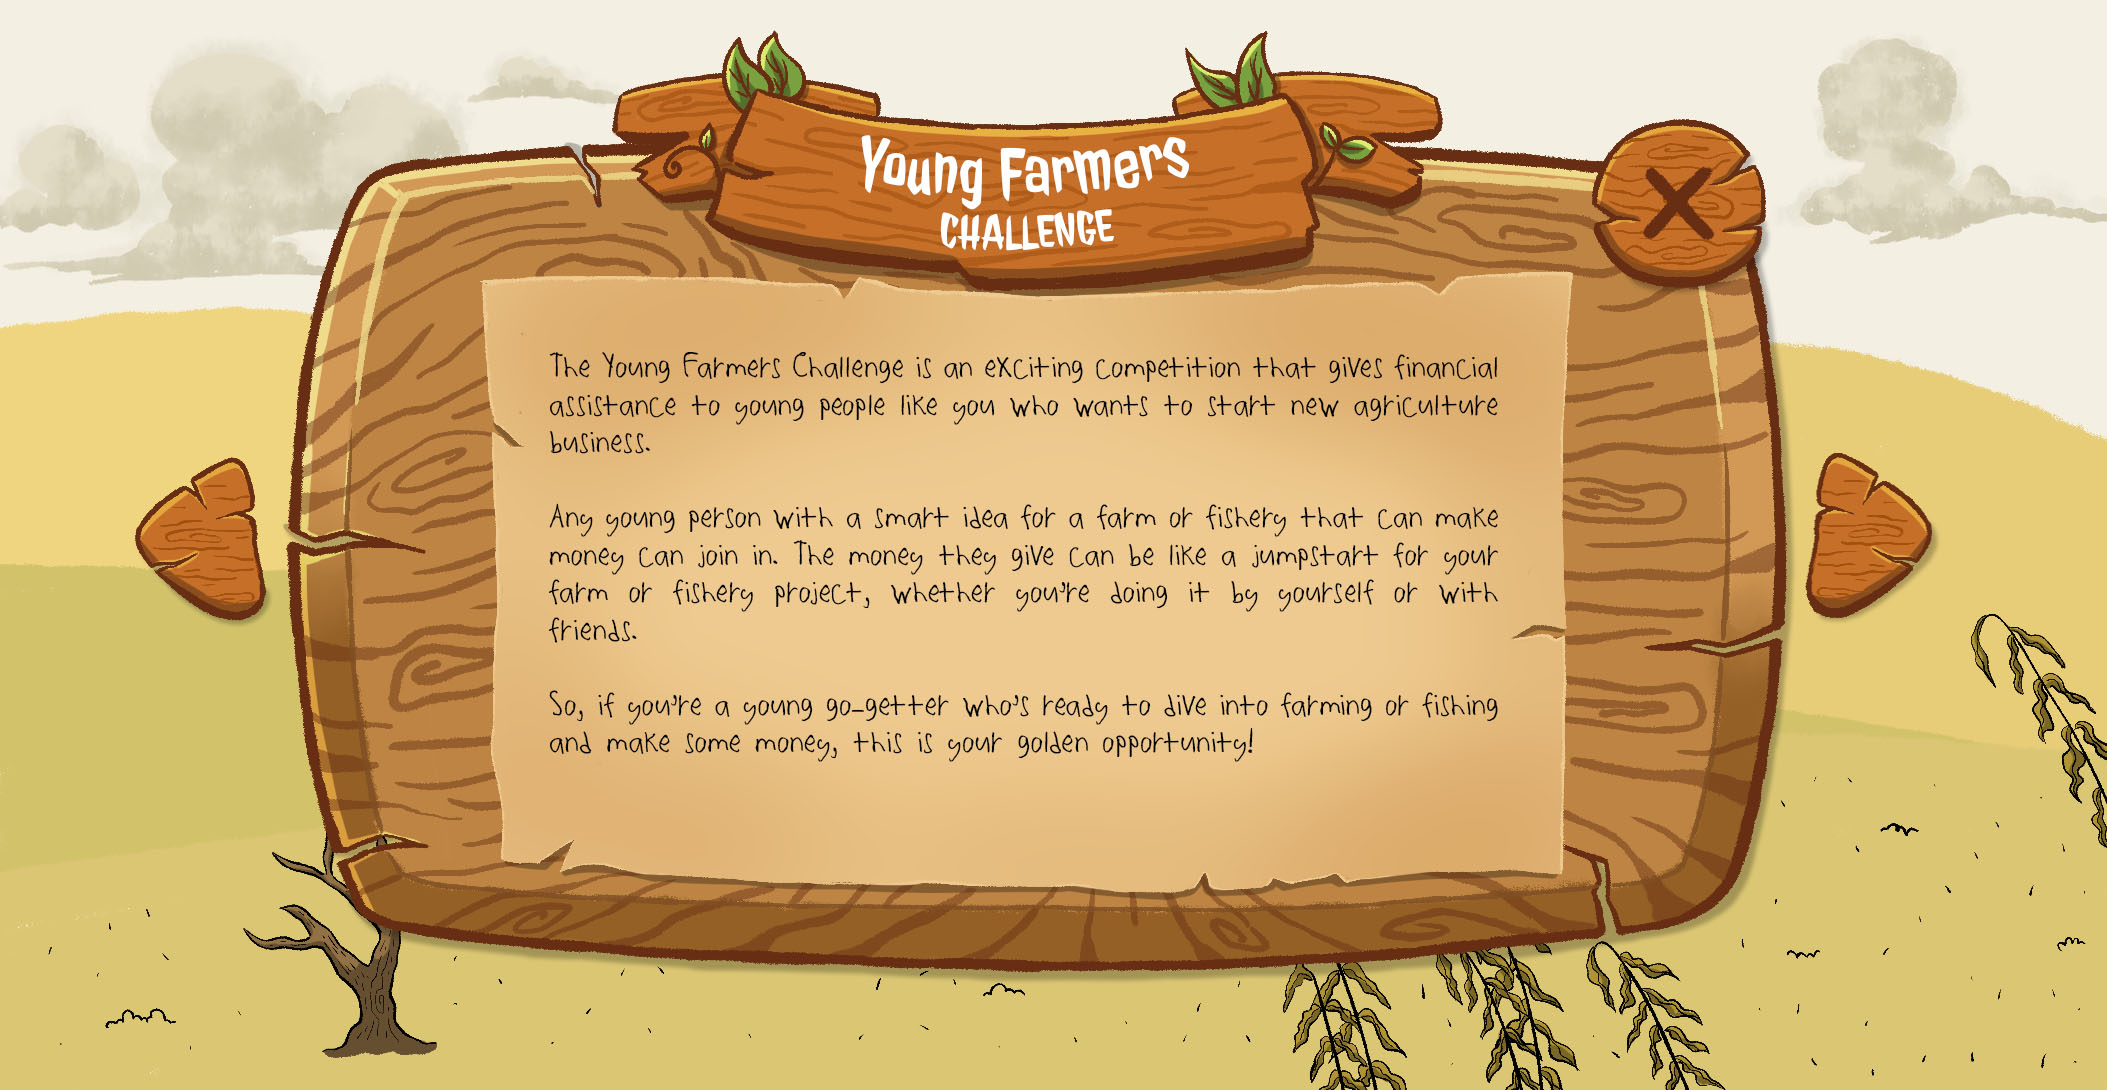 Young Farmers
CHALLENGE
The Young Farmers Challenge is an exciting competition that gives financial
assistance to young people like you who wants to start new agriculture
business.
Any young person with a smart idea for a farm or fishery that can make
money can join in. The money they give can be like a jumpstart for your
farm or fishery project, whether you're doing it by yourself or with
friends.
So, if you're a young go-getter who's ready to dive into farming or fishing
and make some money, this is your golden opportunity!